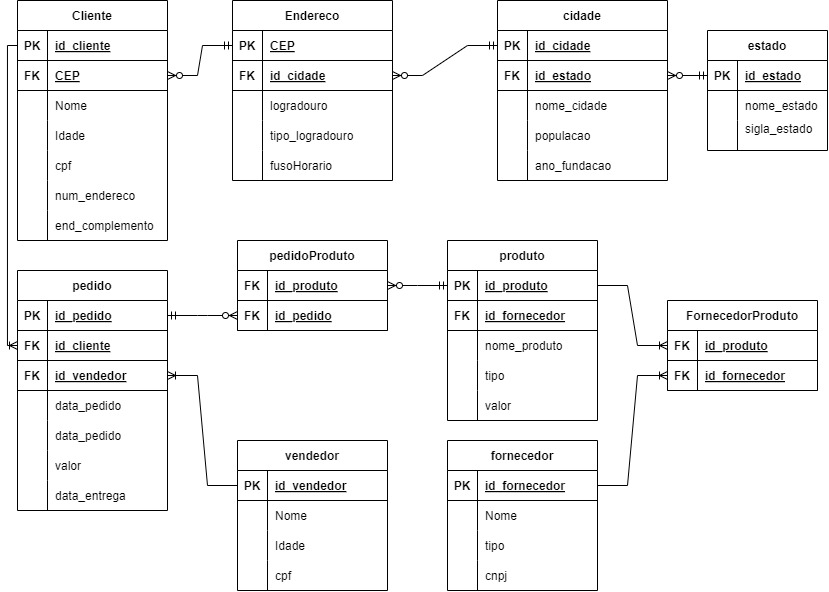 Cliente
PK id_cliente
FK CEP
Nome
Idade
cpf
num_endereco
end_complemento
Endereco
PK CEP
FK id_cidade
logradouro
tipo_logradouro
fusoHorario
cidade
PK id_cidade
FK id_estado
nome_cidade
populacao
ano_fundacao
estado
PK id_estado
nome_estado
sigla_estado
pedido
PK id_pedido
FK id_cliente
FK id_vendedor
data_pedido
data_pedido
valor
data_entrega
pedidoProduto
FK id_produto
FK id_pedido
produto
PK id_produto
FK id_fornecedor
nome_produto
tipo
valor
FornecedorProduto
FK id_produto
FK id_fornecedor
vendedor
PK id_vendedor
Nome
Idade
cpf
fornecedor
PK id_fornecedor
Nome
tipo
cnpj